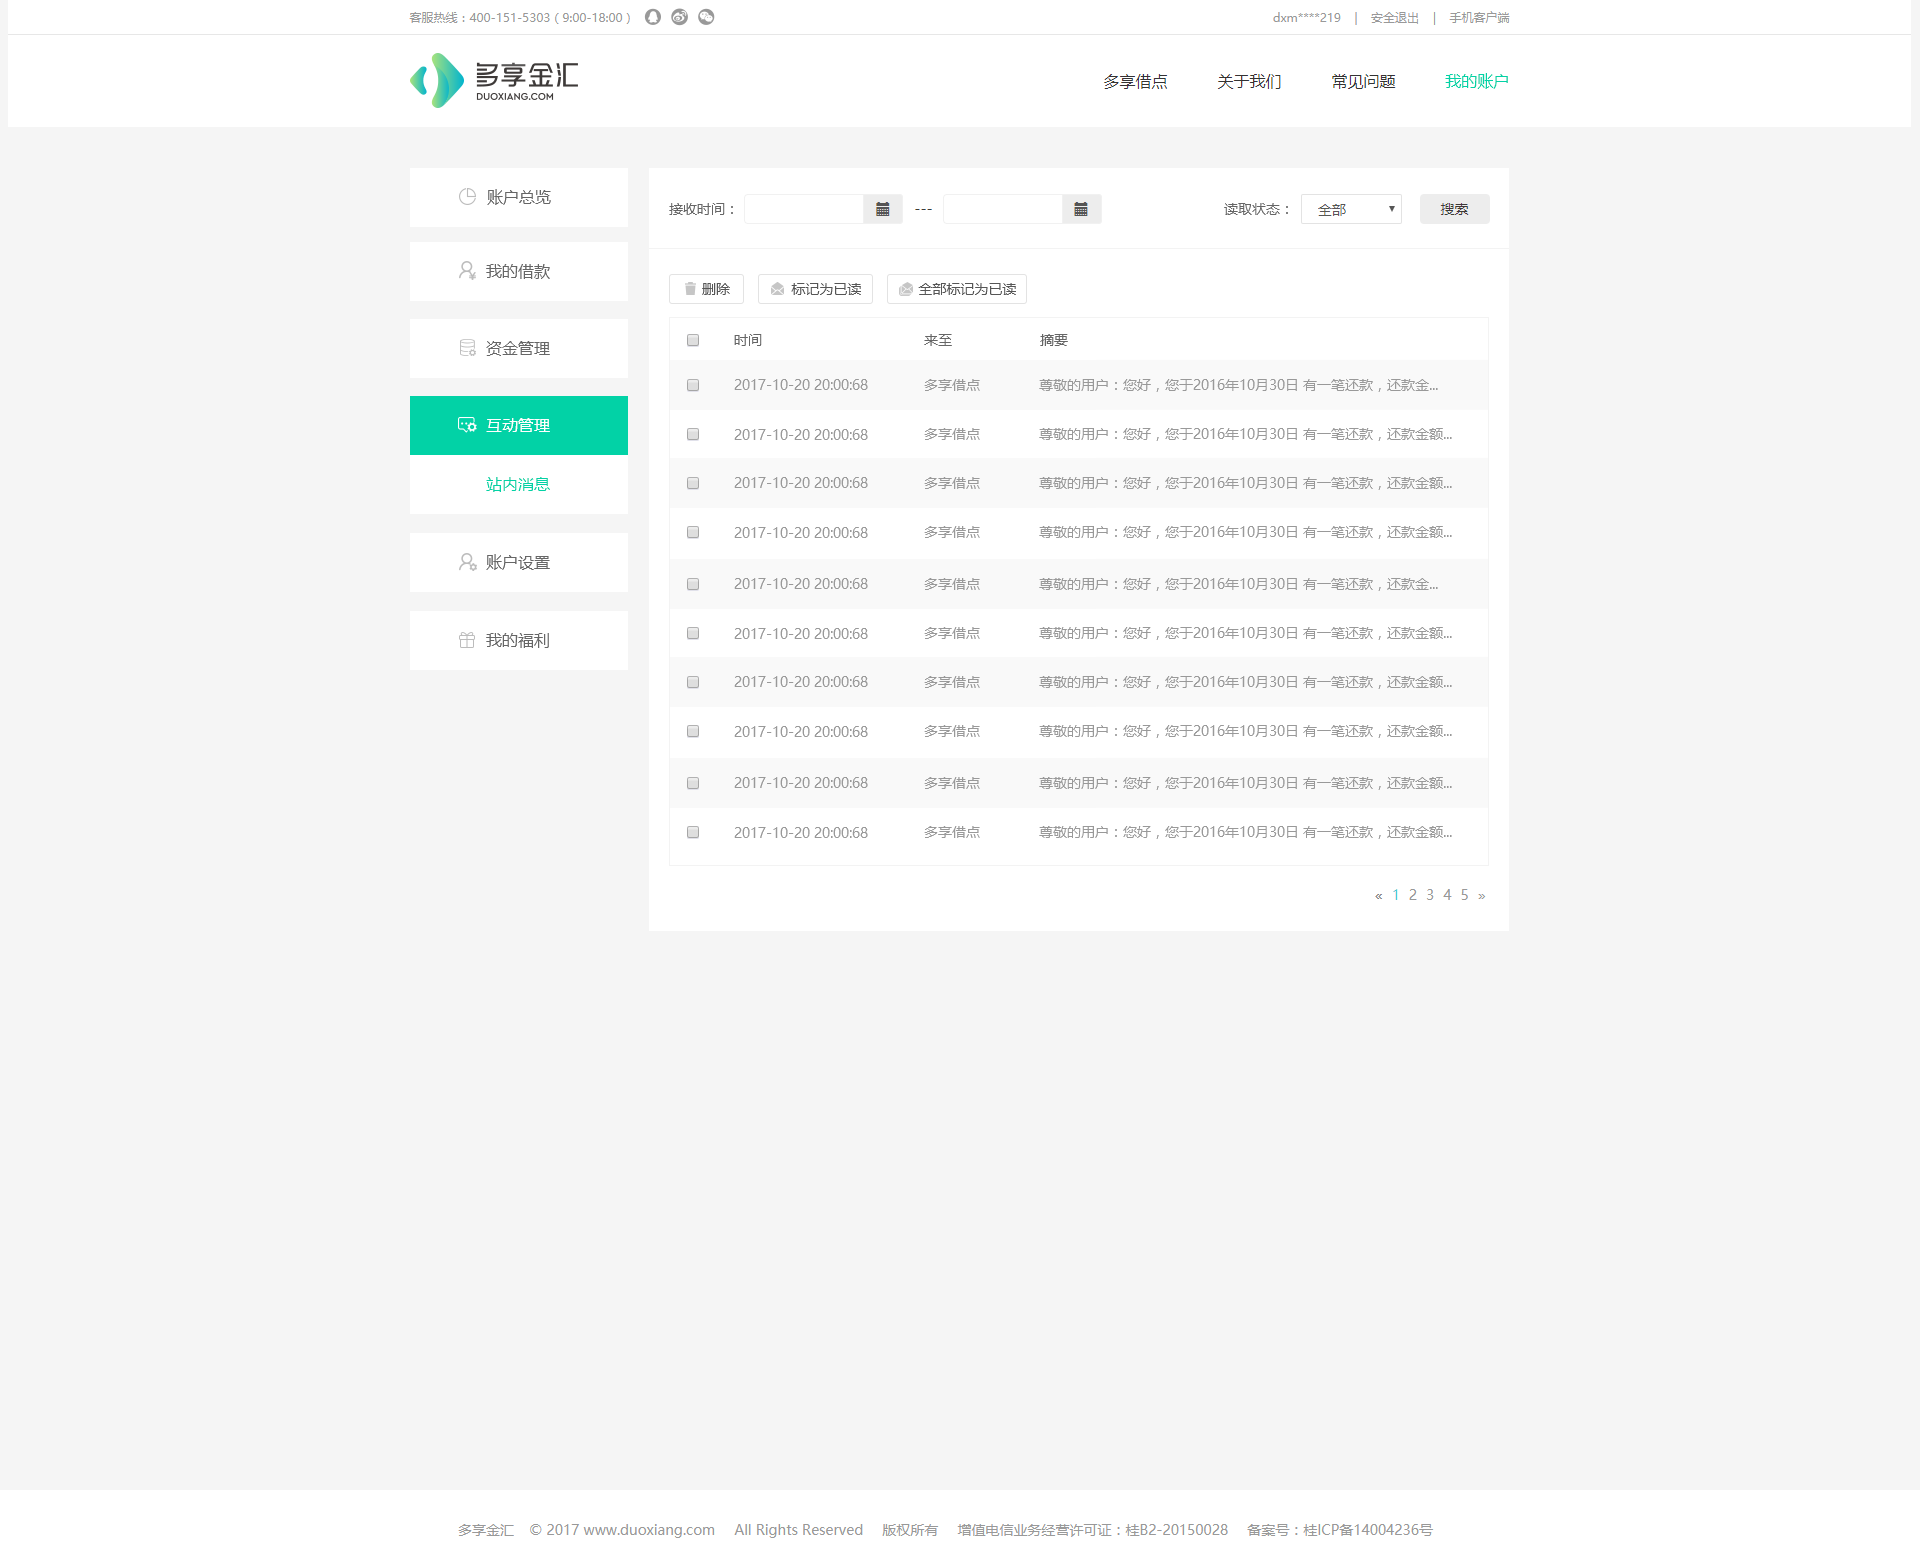 客服热线：400-151-5303（9:00-18:00）
dxm****219 | 安全退出 | 手机客户端
多享金汇
DUOXIANG.COM
多享借点 关于我们 常见问题 我的账户
账户总览
我的借款
资金管理
互动管理
站内消息
账户设置
我的福利
接收时间： --- 读取状态： 全部 搜索
删除 标记为已读 全部标记为已读
时间 来至 摘要
2017-10-20 20:00:68 多享借点 尊敬的用户：您好，您于2016年10月30日 有一笔还款，还款金...
2017-10-20 20:00:68 多享借点 尊敬的用户：您好，您于2016年10月30日 有一笔还款，还款金额...
2017-10-20 20:00:68 多享借点 尊敬的用户：您好，您于2016年10月30日 有一笔还款，还款金额...
2017-10-20 20:00:68 多享借点 尊敬的用户：您好，您于2016年10月30日 有一笔还款，还款金额...
2017-10-20 20:00:68 多享借点 尊敬的用户：您好，您于2016年10月30日 有一笔还款，还款金...
2017-10-20 20:00:68 多享借点 尊敬的用户：您好，您于2016年10月30日 有一笔还款，还款金额...
2017-10-20 20:00:68 多享借点 尊敬的用户：您好，您于2016年10月30日 有一笔还款，还款金额...
2017-10-20 20:00:68 多享借点 尊敬的用户：您好，您于2016年10月30日 有一笔还款，还款金额...
2017-10-20 20:00:68 多享借点 尊敬的用户：您好，您于2016年10月30日 有一笔还款，还款金额...
2017-10-20 20:00:68 多享借点 尊敬的用户：您好，您于2016年10月30日 有一笔还款，还款金额...
« 1 2 3 4 5 »
多享金汇 © 2017 www.duoxiang.com All Rights Reserved 版权所有 增值电信业务经营许可证：桂B2-20150028 备案号：桂ICP备14004236号